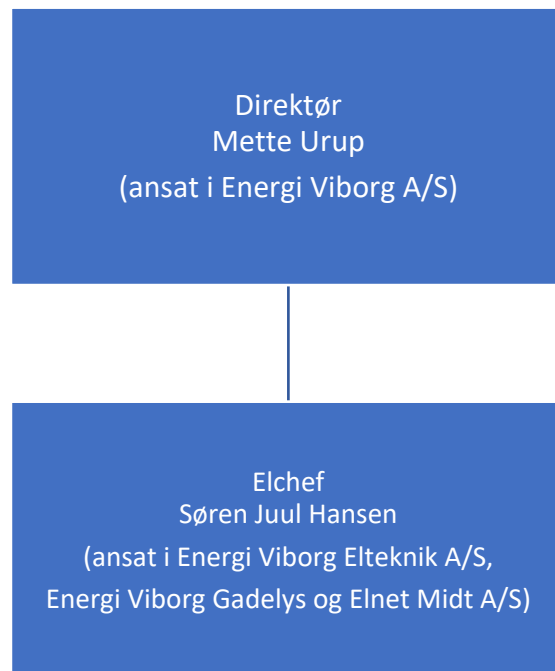 Direktør
Mette Urup
(ansat i Energi Viborg A/S)
Elchef
Søren Juul Hansen
(ansat i Energi Viborg Elteknik A/S,
Energi Viborg Gadelys og Elnet Midt A/S)